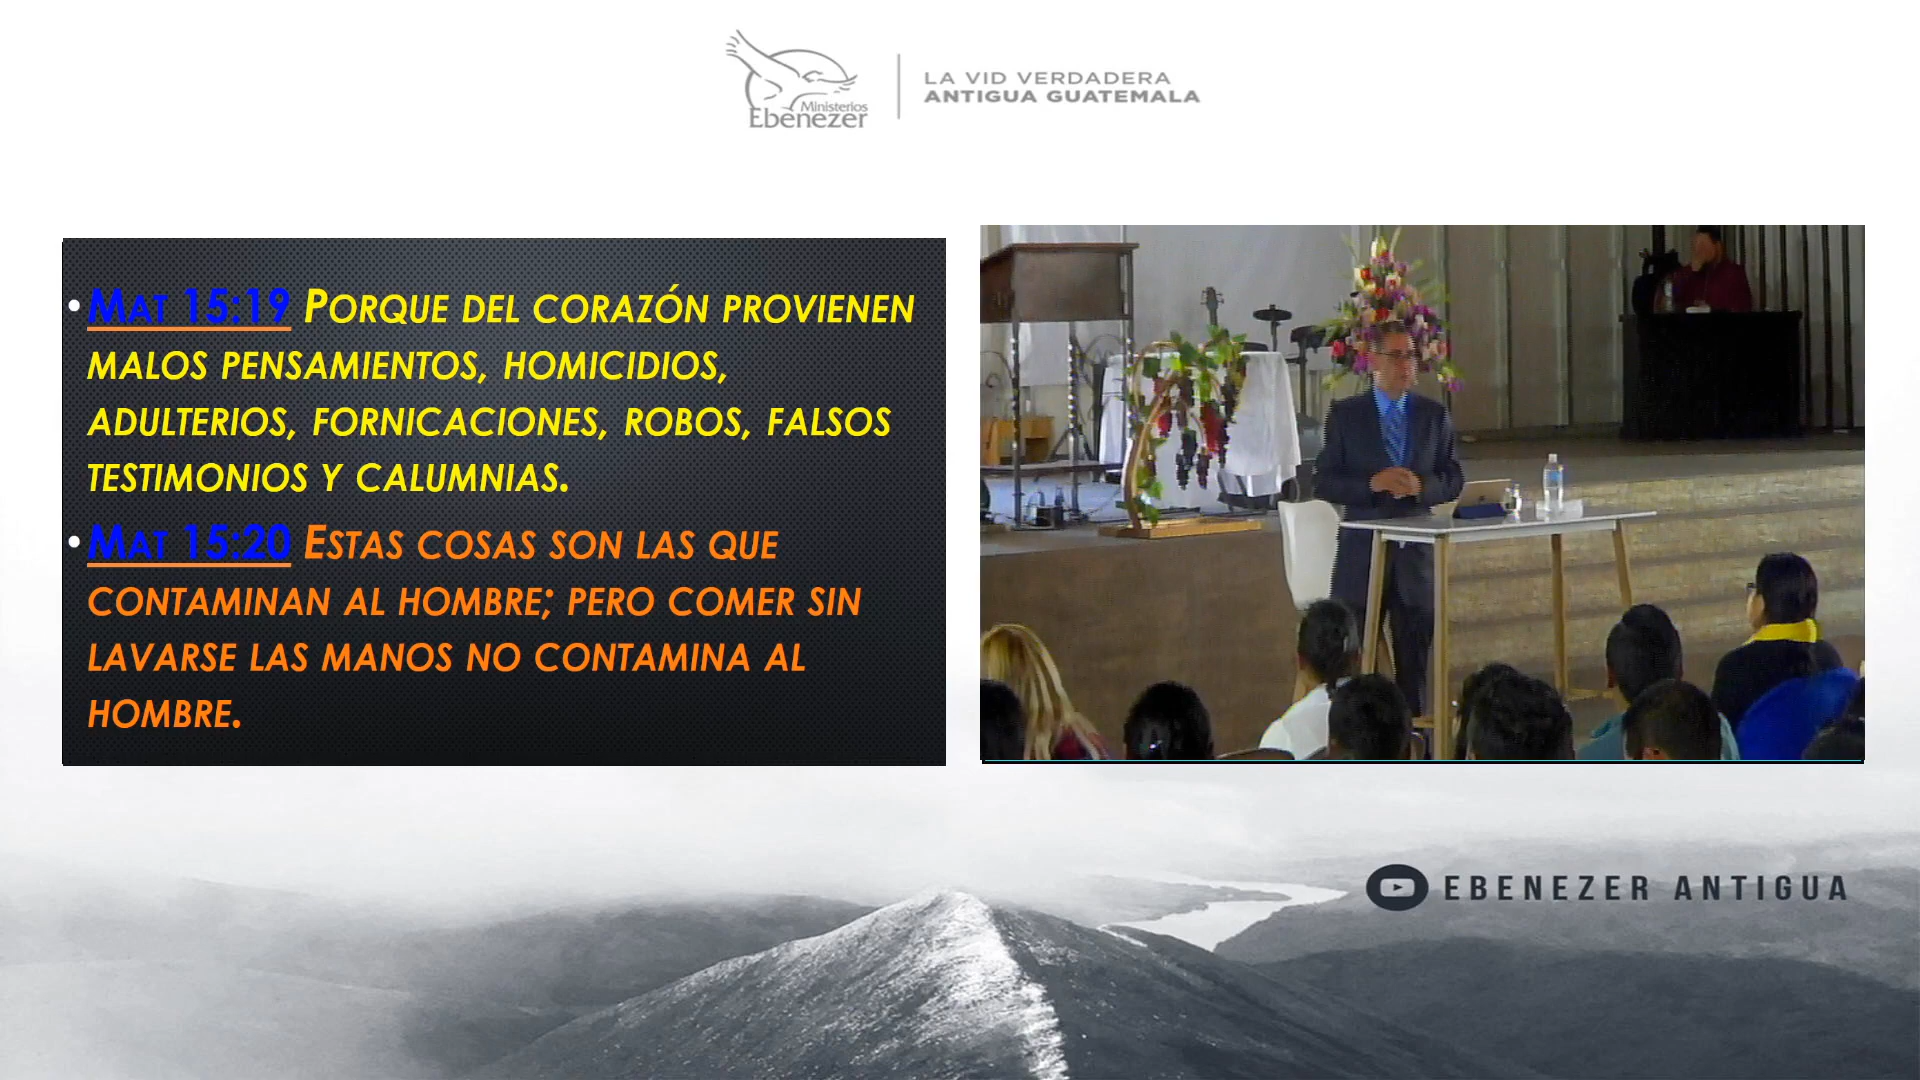 Ministerios
Ebenezer
LA VID VERDADERA
ANTIGUA GUATEMALA
• MAT 15:19 PORQUE DEL CORAZÓN PROVIENEN
MALOS PENSAMIENTOS, HOMICIDIOS,
ADULTERIOS, FORNICACIONES, ROBOS, FALSOS
TESTIMONIOS Y CALUMNIAS.
• MAT 15:20 ESTAS COSAS SON LAS QUE
CONTAMINAN AL HOMBRE; PERO COMER SIN
LAVARSE LAS MANOS NO CONTAMINA AL
HOMBRE.
EBENEZER ANTIGUA